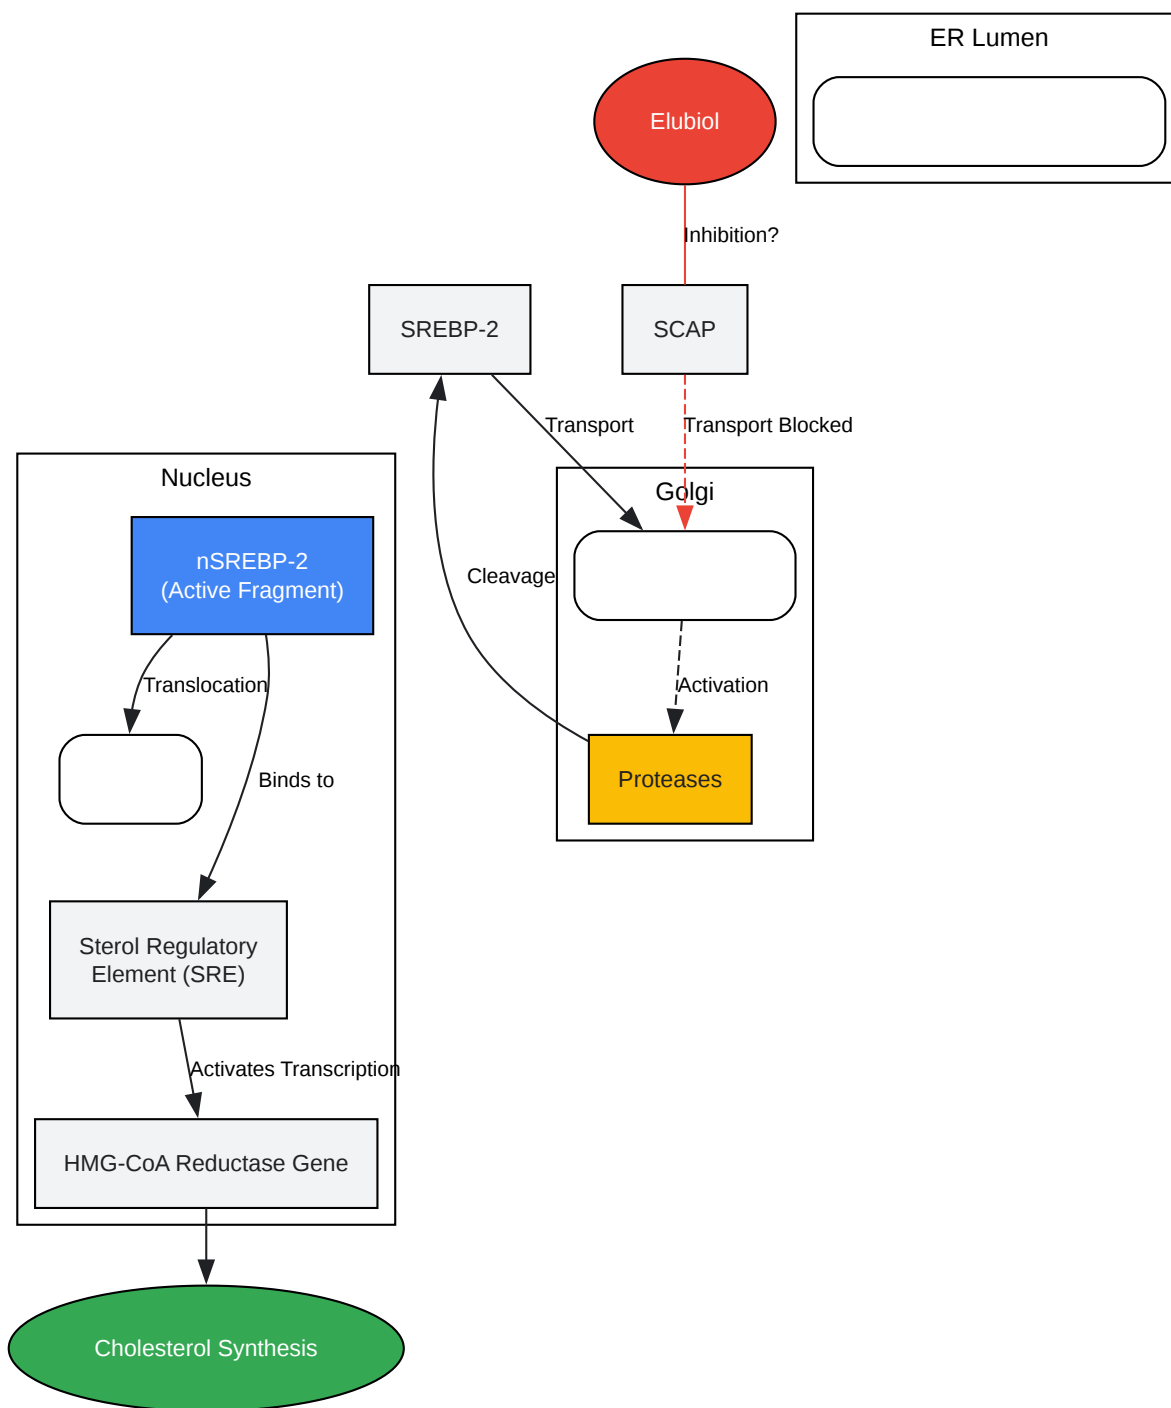 ER Lumen
Elubiol
Inhibition?
SREBP-2
SCAP
Transport
Transport Blocked
Nucleus
Golgi
nSREBP-2
(Active Fragment)
Cleavage
Translocation
Activation
Binds to
Proteases
Sterol Regulatory
Element (SRE)
Activates Transcription
HMG-CoA Reductase Gene
Cholesterol Synthesis